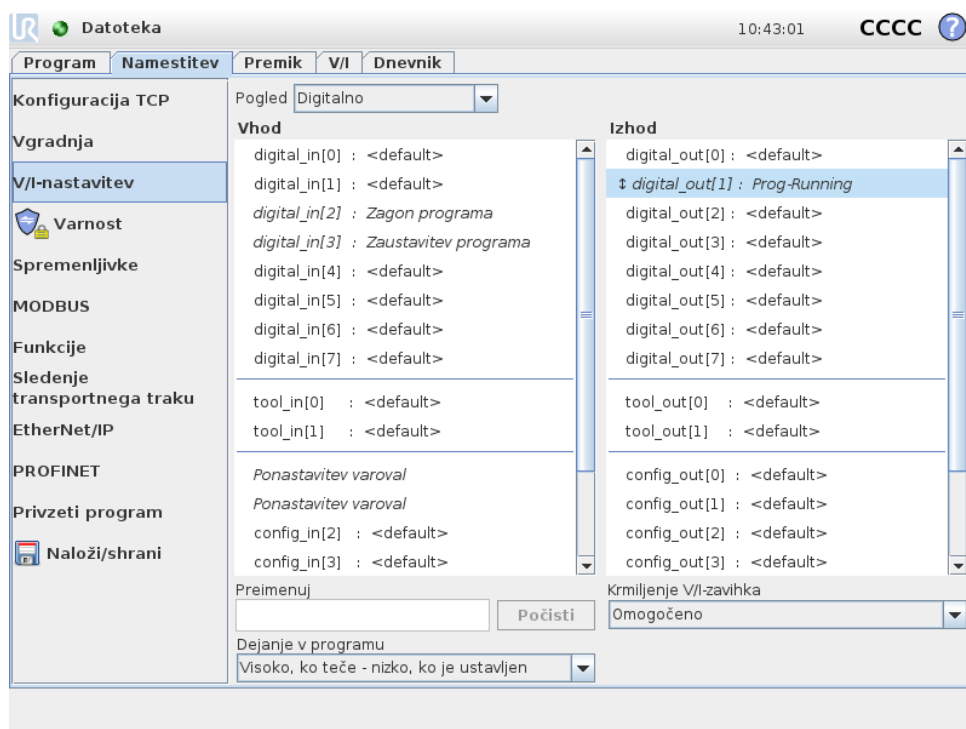 UR Datoteka 10:43:01 CCCC ?
Program Namestitev Premik V/I Dnevnik
Konfiguracija TCP
Vgradnja
V/I-nastavitev
Varnost
Spremenljivke
MODBUS
Funkcije
Sledenje
transportnega traku
EtherNet/IP
PROFINET
Privzeti program
Naloži/shrani
Pogled Digitalno
Vhod
digital_in[0] : <default>
digital_in[1] : <default>
digital_in[2] : Zagon programa
digital_in[3] : Zaustavitev programa
digital_in[4] : <default>
digital_in[5] : <default>
digital_in[6] : <default>
digital_in[7] : <default>
tool_in[0] : <default>
tool_in[1] : <default>
Ponastavitev varoval
Ponastavitev varoval
config_in[2] : <default>
config_in[3] : <default>
Izhod
digital_out[0] : <default>
↕ digital_out[1] : Prog-Running
digital_out[2] : <default>
digital_out[3] : <default>
digital_out[4] : <default>
digital_out[5] : <default>
digital_out[6] : <default>
digital_out[7] : <default>
tool_out[0] : <default>
tool_out[1] : <default>
config_out[0] : <default>
config_out[1] : <default>
config_out[2] : <default>
config_out[3] : <default>
Preimenuj
Počisti
Dejanje v programu
Visoko, ko teče - nizko, ko je ustavljen
Krmiljenje V/I-zavihka
Omogočeno